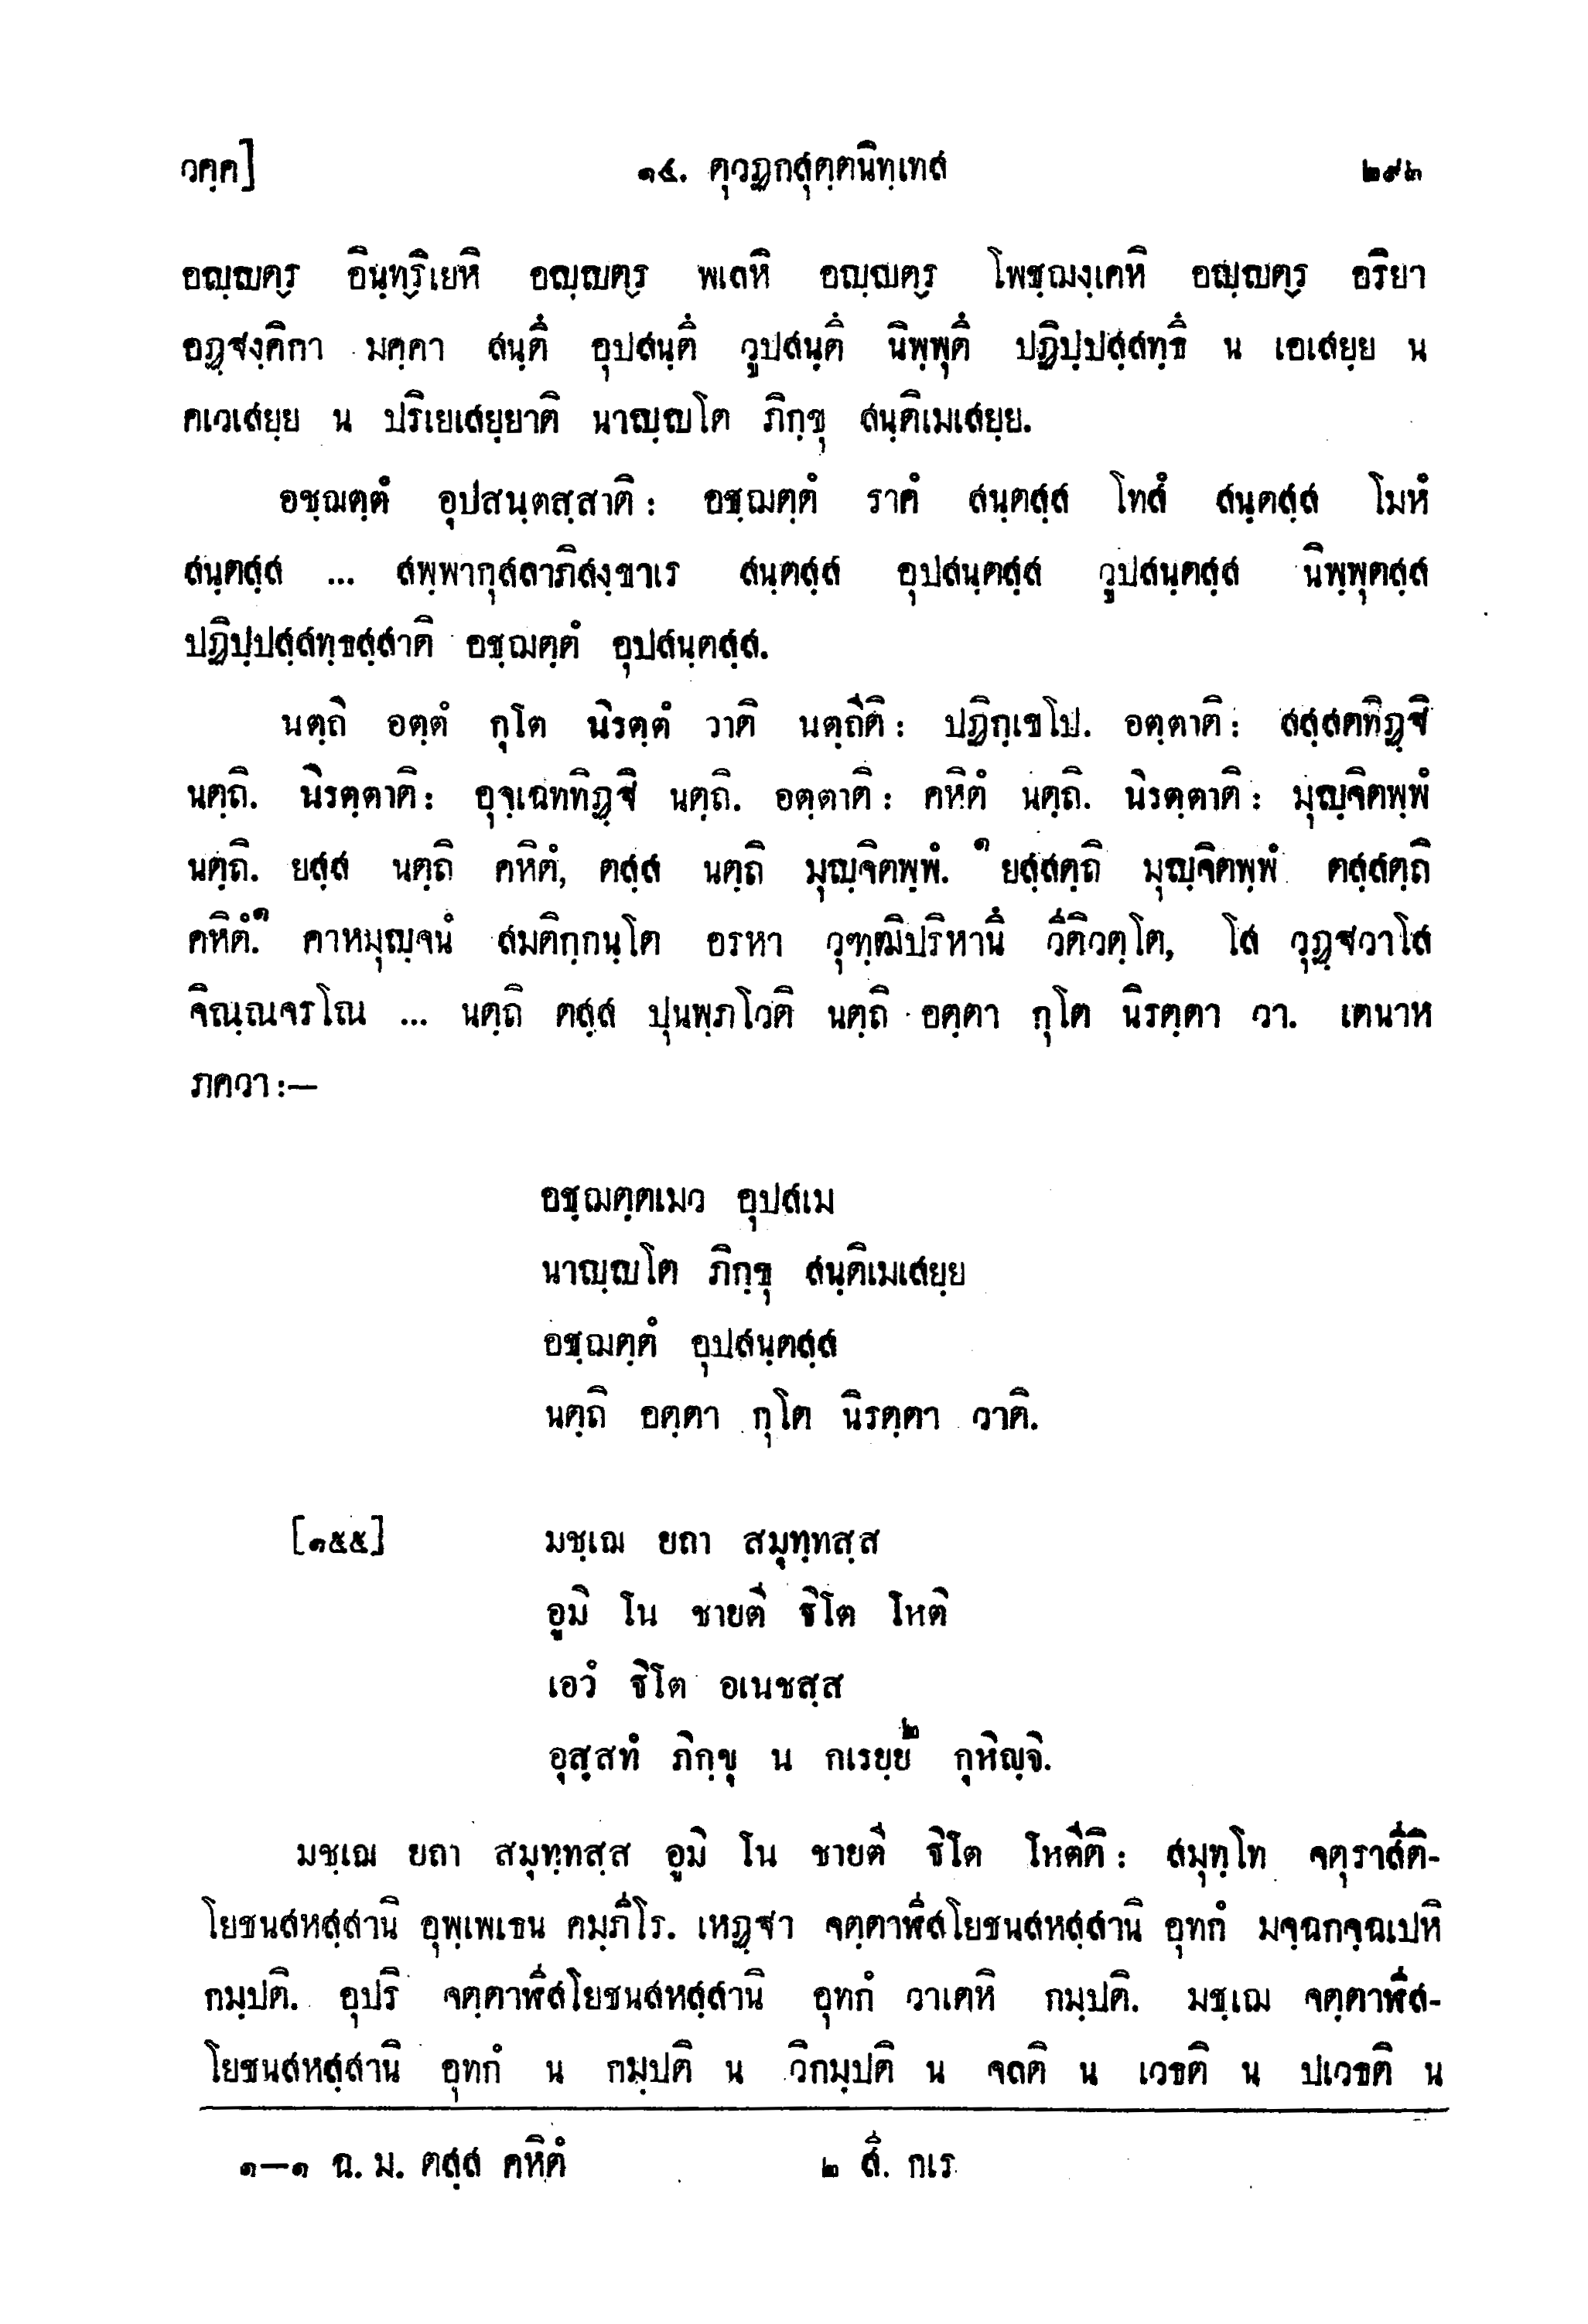 วคฺค]	๑๔. ตุวฏกสุตฺตนิทฺเทส	๒๙๓
อญฺญตฺร อินฺทฺริเยหิ อญฺญตฺร พเลหิ อญฺญตฺร โพชฺฌงฺเคหิ อญฺญตฺร อริยา
อฏฺฐงฺคิกา มคฺคา สนฺตึ อุปสนฺตึ วูปสนฺตึ นิพฺพุตึ ปฏิปฺปสฺสทฺธึ น เอเสยฺย น
คเวเสยฺย น ปริเยเสยฺยาติ นาญฺญโต ภิกฺขุ สนฺติเมเสยฺย.
อชฺฌตฺตํ อุปสนฺตสฺสาติ : อชฺฌตฺตํ ราคํ สนฺตสฺส โทสํ สนฺตสฺส โมหํ
สนฺตสฺส ... สพฺพากุสลาภิสงฺขาเร สนฺตสฺส อุปสนฺตสฺส วูปสนฺตสฺส นิพฺพุตสฺส
ปฏิปฺปสฺสทฺธสฺสาติ อชฺฌตฺตํ อุปสนฺตสฺส.
นตฺถิ อตฺตํ กุโต นิรตฺตํ วาติ นตฺถีติ : ปฏิกฺเขโป. อตฺตาติ : สสฺสตทิฏฺฐิ
นตฺถิ. นิรตฺตาติ : อุจฺเฉททิฏฺฐิ นตฺถิ. อตฺตาติ : คหิตํ นตฺถิ. นิรตฺตาติ : มุญฺจิตพฺพํ
นตฺถิ. ยสฺส นตฺถิ คหิตํ, ตสฺส นตฺถิ มุญฺจิตพฺพํ. ๑ยสฺสตฺถิ มุญฺจิตพฺพํ ตสฺสตฺถิ
คหิตํ.๑ คาหมุญฺจนํ สมติกฺกนฺโต อรหา วุฑฺฒิปริหานึ วีติวตฺโต, โส วุฏฺฐวาโส
จิณฺณจรโณ ... นตฺถิ ตสฺส ปุนพฺภโวติ นตฺถิ อตฺตา กุโต นิรตฺตา วา. เตนาห
ภควา :—
อชฺฌตฺตเมว อุปสเม
นาญฺญโต ภิกฺขุ สนฺติเมเสยฺย
อชฺฌตฺตํ อุปสนฺตสฺส
นตฺถิ อตฺตา กุโต นิรตฺตา วาติ.
[๑๕๕]	มชฺเฌ ยถา สมุทฺทสฺส
อูมิ โน ชายตี ฐิโต โหติ
เอวํ ฐิโต อเนชสฺส
อุสฺสทํ ภิกฺขุ น กเรยฺย๒ กุหิญฺจิ.
มชฺเฌ ยถา สมุทฺทสฺส อูมิ โน ชายตี ฐิโต โหตีติ : สมุทฺโท จตุราสีติ-
โยชนสหสฺสานิ อุพฺเพเธน คมฺภีโร. เหฏฺฐา จตฺตาฬีสโยชนสหสฺสานิ อุทกํ มจฺฉกจฺฉเปหิ
กมฺปติ. อุปริ จตฺตาฬีสโยชนสหสฺสานิ อุทกํ วาเตหิ กมฺปติ. มชฺเฌ จตฺตาฬีส-
โยชนสหสฺสานิ อุทกํ น กมฺปติ น วิกมฺปติ น จลติ น เวธติ น ปเวธติ น
๑—๑ ฉ. ม. ตสฺส คหิตํ	๒ สี. กเร